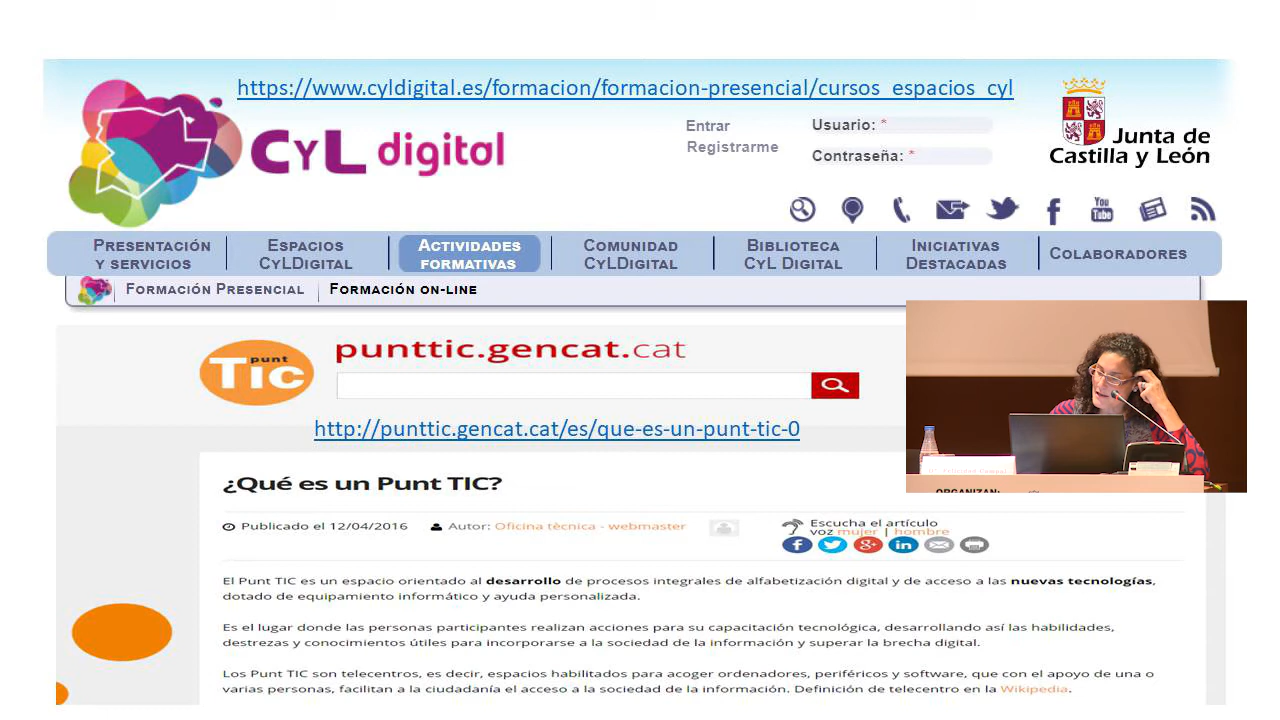 https://www.cyldigital.es/formacion/formacion-presencial/cursos_espacios_cyl
CYL digital
Entrar
Registrarme
Usuario: *
Contraseña: *
Junta de
Castilla y León
You
Tube
PRESENTACIÓN
Y SERVICIOS
ESPACIOS
CYLDIGITAL
ACTIVIDADES
FORMATIVAS
COMUNIDAD
CYLDIGITAL
BIBLIOTECA
CYL DIGITAL
INICIATIVAS
DESTACADAS
COLABORADORES
FORMACIÓN PRESENCIAL
FORMACIÓN ON-LINE
punt
TIC
punttic.gencat.cat
http://punttic.gencat.cat/es/que-es-un-punt-tic-0
ORGANIZAN:
¿Qué es un Punt TIC?
Publicado el 12/04/2016
Autor: Oficina tècnica - webmaster
Escucha el artículo
voz mujer | hombre
El Punt TIC es un espacio orientado al desarrollo de procesos integrales de alfabetización digital y de acceso a las nuevas tecnologías,
dotado de equipamiento informático y ayuda personalizada.
Es el lugar donde las personas participantes realizan acciones para su capacitación tecnológica, desarrollando así las habilidades,
destrezas y conocimientos útiles para incorporarse a la sociedad de la información y superar la brecha digital.
Los Punt TIC son telecentros, es decir, espacios habilitados para acoger ordenadores, periféricos y software, que con el apoyo de una o
varias personas, facilitan a la ciudadanía el acceso a la sociedad de la información. Definición de telecentro en la Wikipedia.